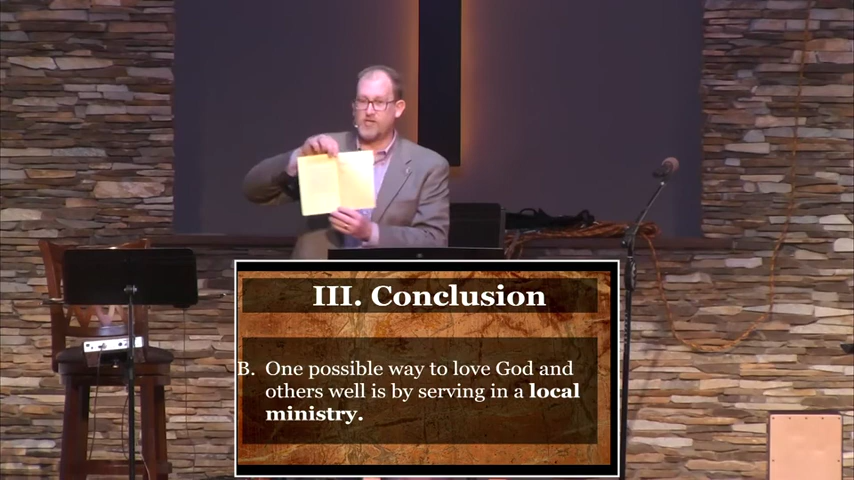 III. Conclusion
B. One possible way to love God and
others well is by serving in a local
ministry.